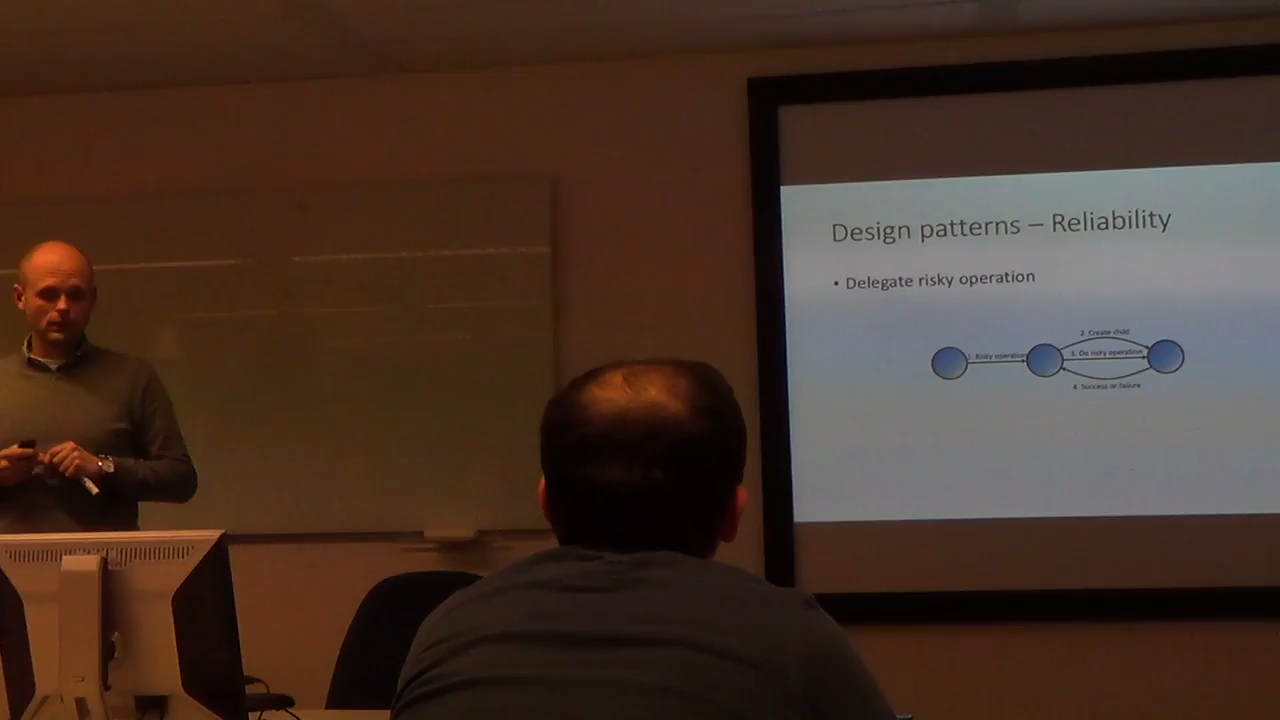 Design patterns – Reliability
• Delegate risky operation
2. Create child
1. Risky operation
3. Do risky operation
4. Success or failure